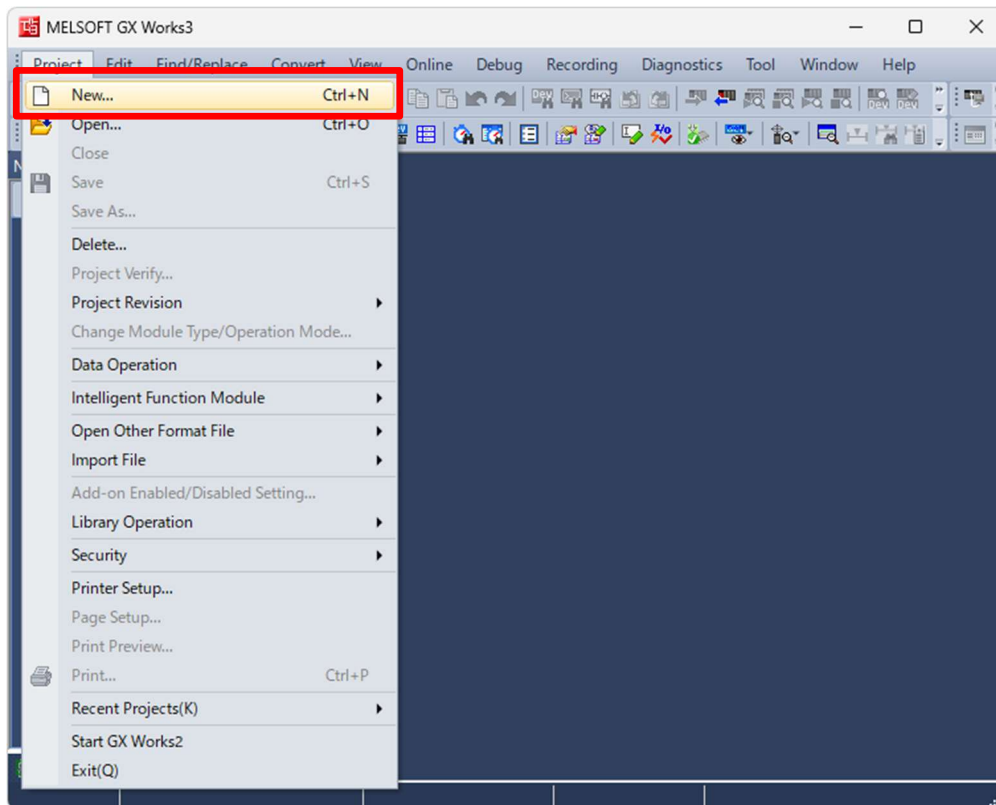 MELSOFT GX Works3
Project Edit Find/Replace Convert View Online Debug Recording Diagnostics Tool Window Help
New... Ctrl+N
Open... Ctrl+O
Close
Save Ctrl+S
Save As...
Delete...
Project Verify...
Project Revision
Change Module Type/Operation Mode...
Data Operation
Intelligent Function Module
Open Other Format File
Import File
Add-on Enabled/Disabled Setting...
Library Operation
Security
Printer Setup...
Page Setup...
Print Preview...
Print... Ctrl+P
Recent Projects(K)
Start GX Works2
Exit(Q)